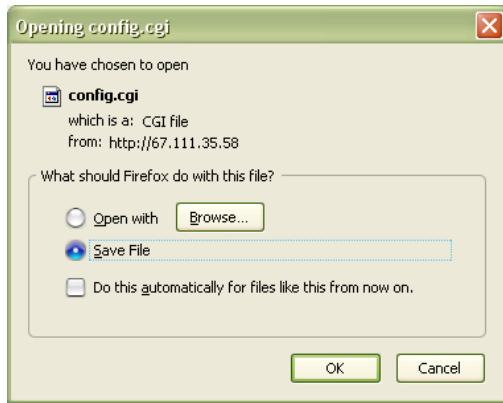 Opening config.cgi
You have chosen to open
config.cgi
which is a: CGI file
from: http://67.111.35.58
What should Firefox do with this file?
Open with Browse...
Save File
Do this automatically for files like this from now on.
OK Cancel